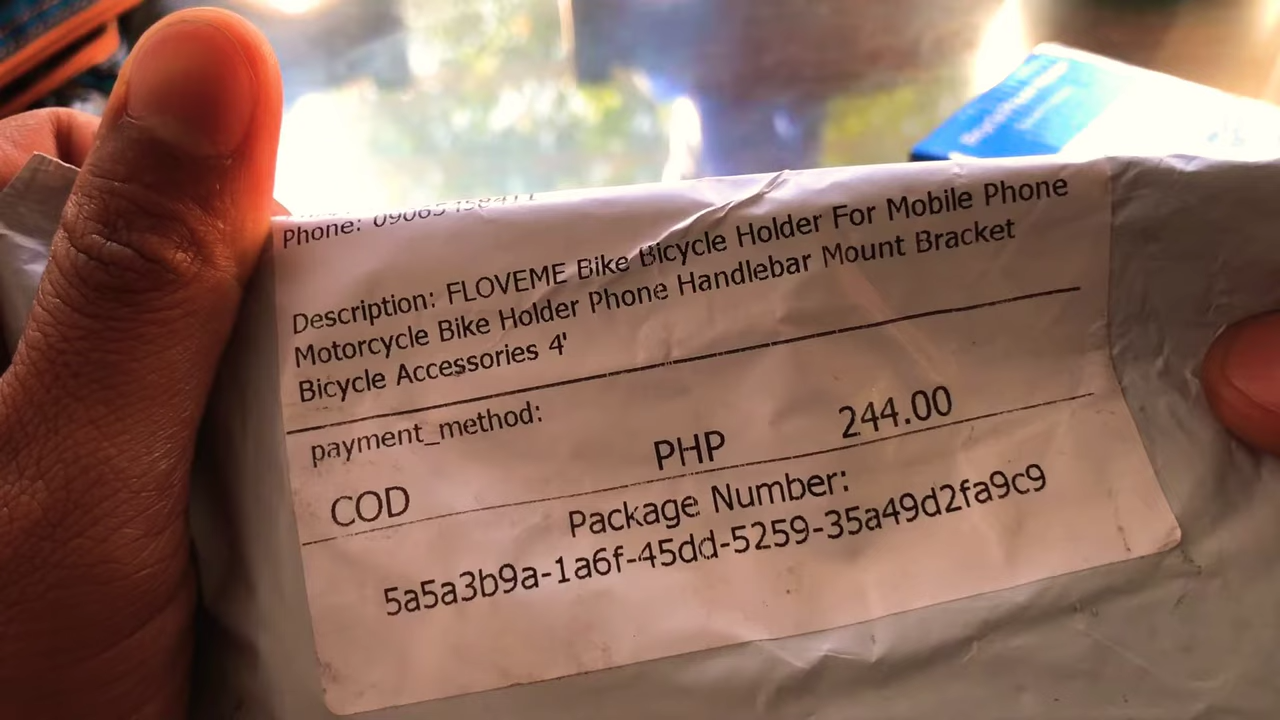 Phone:
Description: FLOVEME Bike Bicycle Holder For Mobile Phone
Motorcycle Bike Holder Phone Handlebar Mount Bracket
Bicycle Accessories 4'
payment_method:
COD PHP 244.00
Package Number:
5a5a3b9a-1a6f-45dd-5259-35a49d2fa9c9